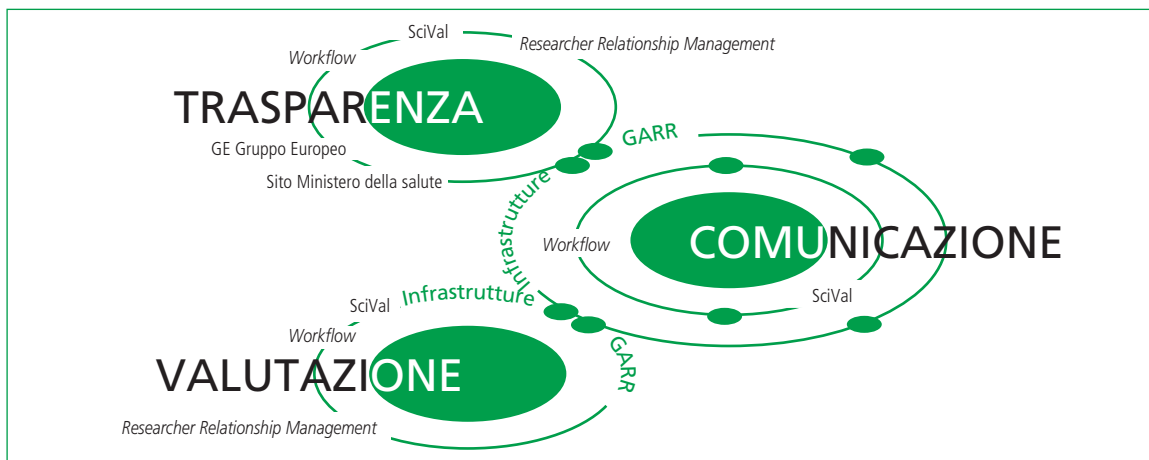 SciVal
Researcher Relationship Management
Workflow
TRASPARENZA
GARR
GE Gruppo Europeo
Sito Ministero della salute
Infrastrutture
Workflow
COMUNICAZIONE
SciVal
Infrastrutture
SciVal
Workflow
GARR
VALUTAZIONE
Researcher Relationship Management